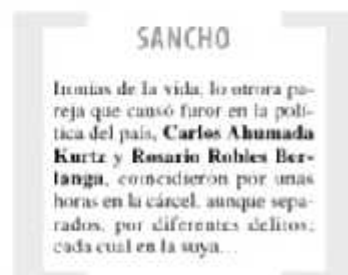 SANCHO
Ironías de la vida, lo otrora pa-
reja que causó furor en la polí-
tica del país, Carlos Ahumada
Kurtz y Rosario Robles Ber-
langa, coincidieron por unas
horas en la cárcel, aunque sepa-
rados, por diferentes delitos;
cada cual en la suya...